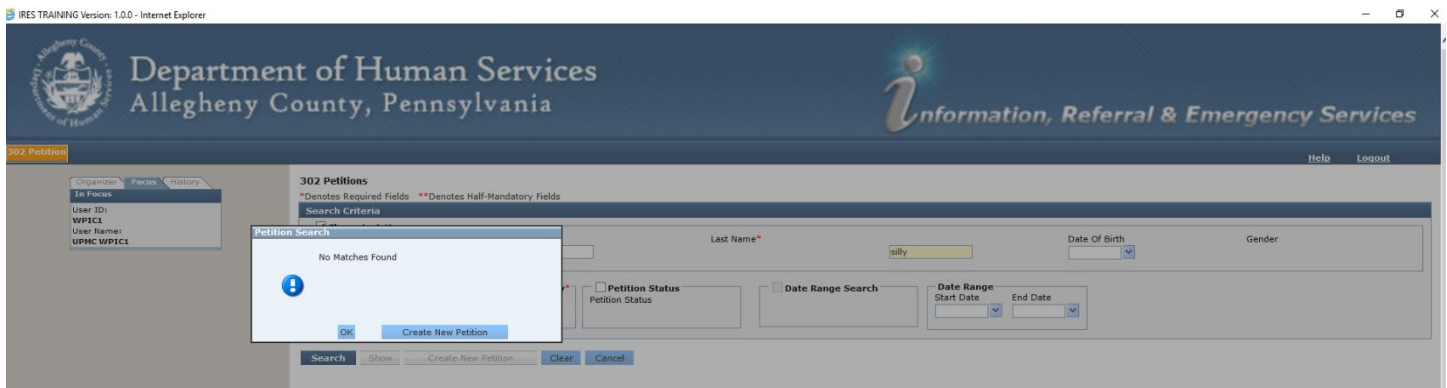 IRES TRAINING Version: 1.0.0 - Internet Explorer
Department of Human Services
Allegheny County, Pennsylvania
Information, Referral & Emergency Services
302 Petition
Help Logout
Organizer Focus History
In Focus
User ID:
WPIC1
User Name:
UPMC WPIC1
302 Petitions
*Denotes Required Fields **Denotes Half-Mandatory Fields
Search Criteria
Last Name* silly Date Of Birth Gender
Petition Status
Petition Status
Date Range Search
Date Range
Start Date End Date
Petition Search
No Matches Found
OK Create New Petition
Search Show Create New Petition Clear Cancel